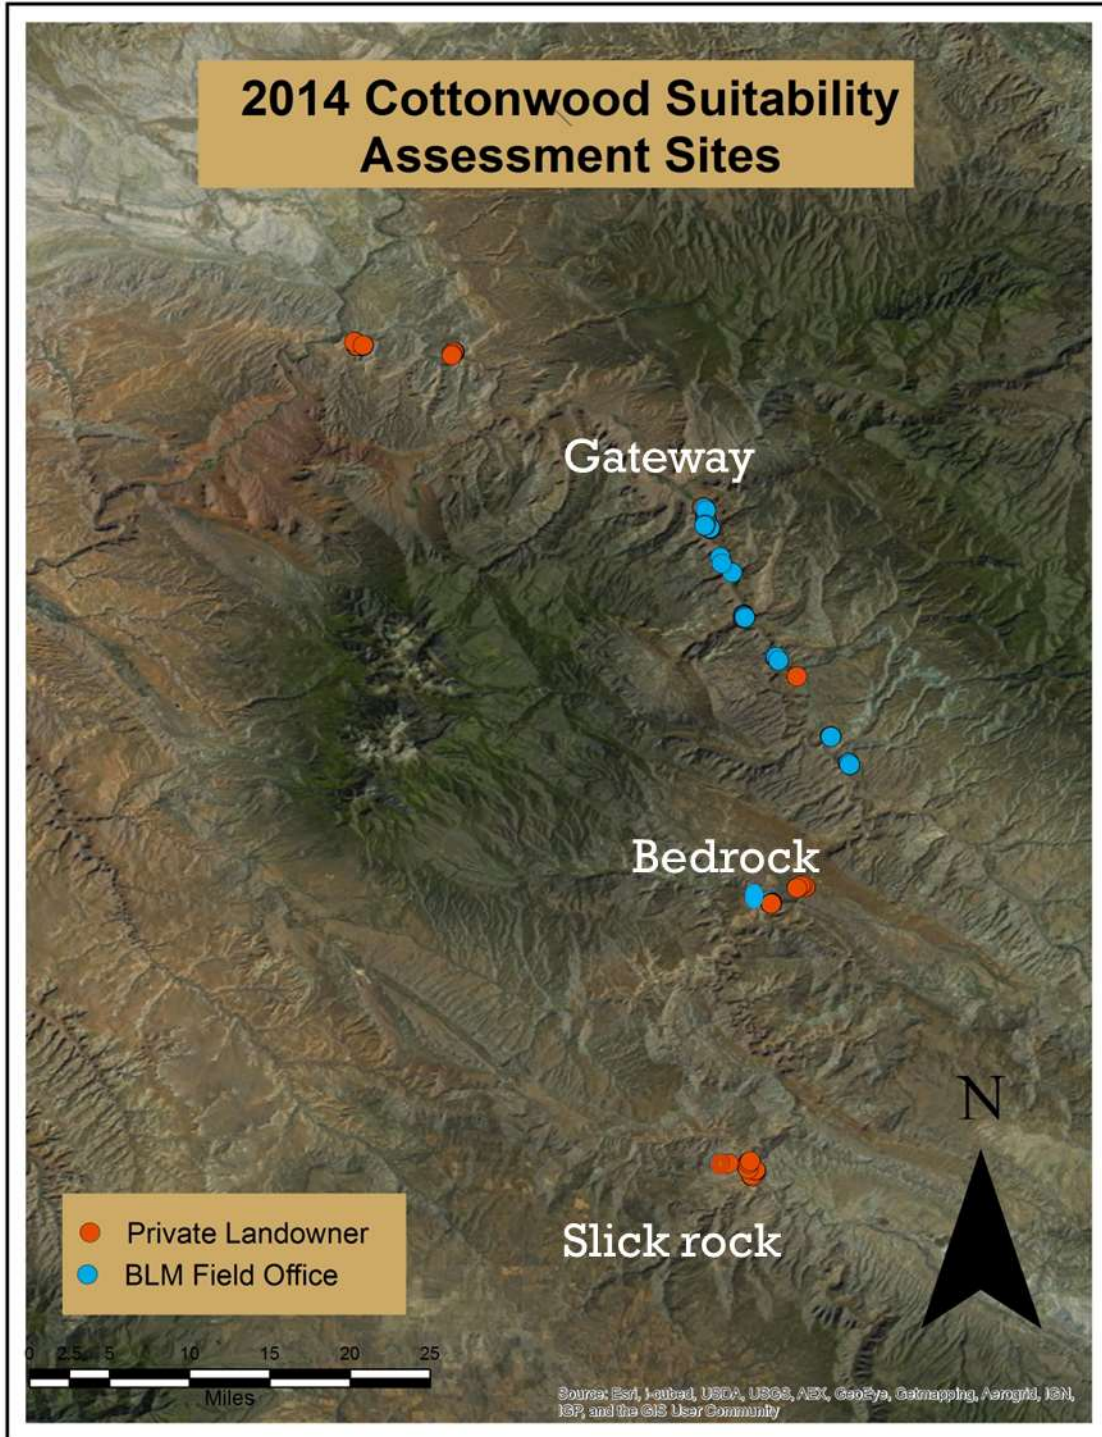 2014 Cottonwood Suitability
Assessment Sites
Gateway
Bedrock
N
Slick rock
Private Landowner
BLM Field Office
0 2.5 5 10 15 20 25
Miles
Source: Esri, i-cubed, USDA, USGS, AEX, GeoEye, Getmapping, Aerogrid, IGN,
IGP, and the GIS User Community